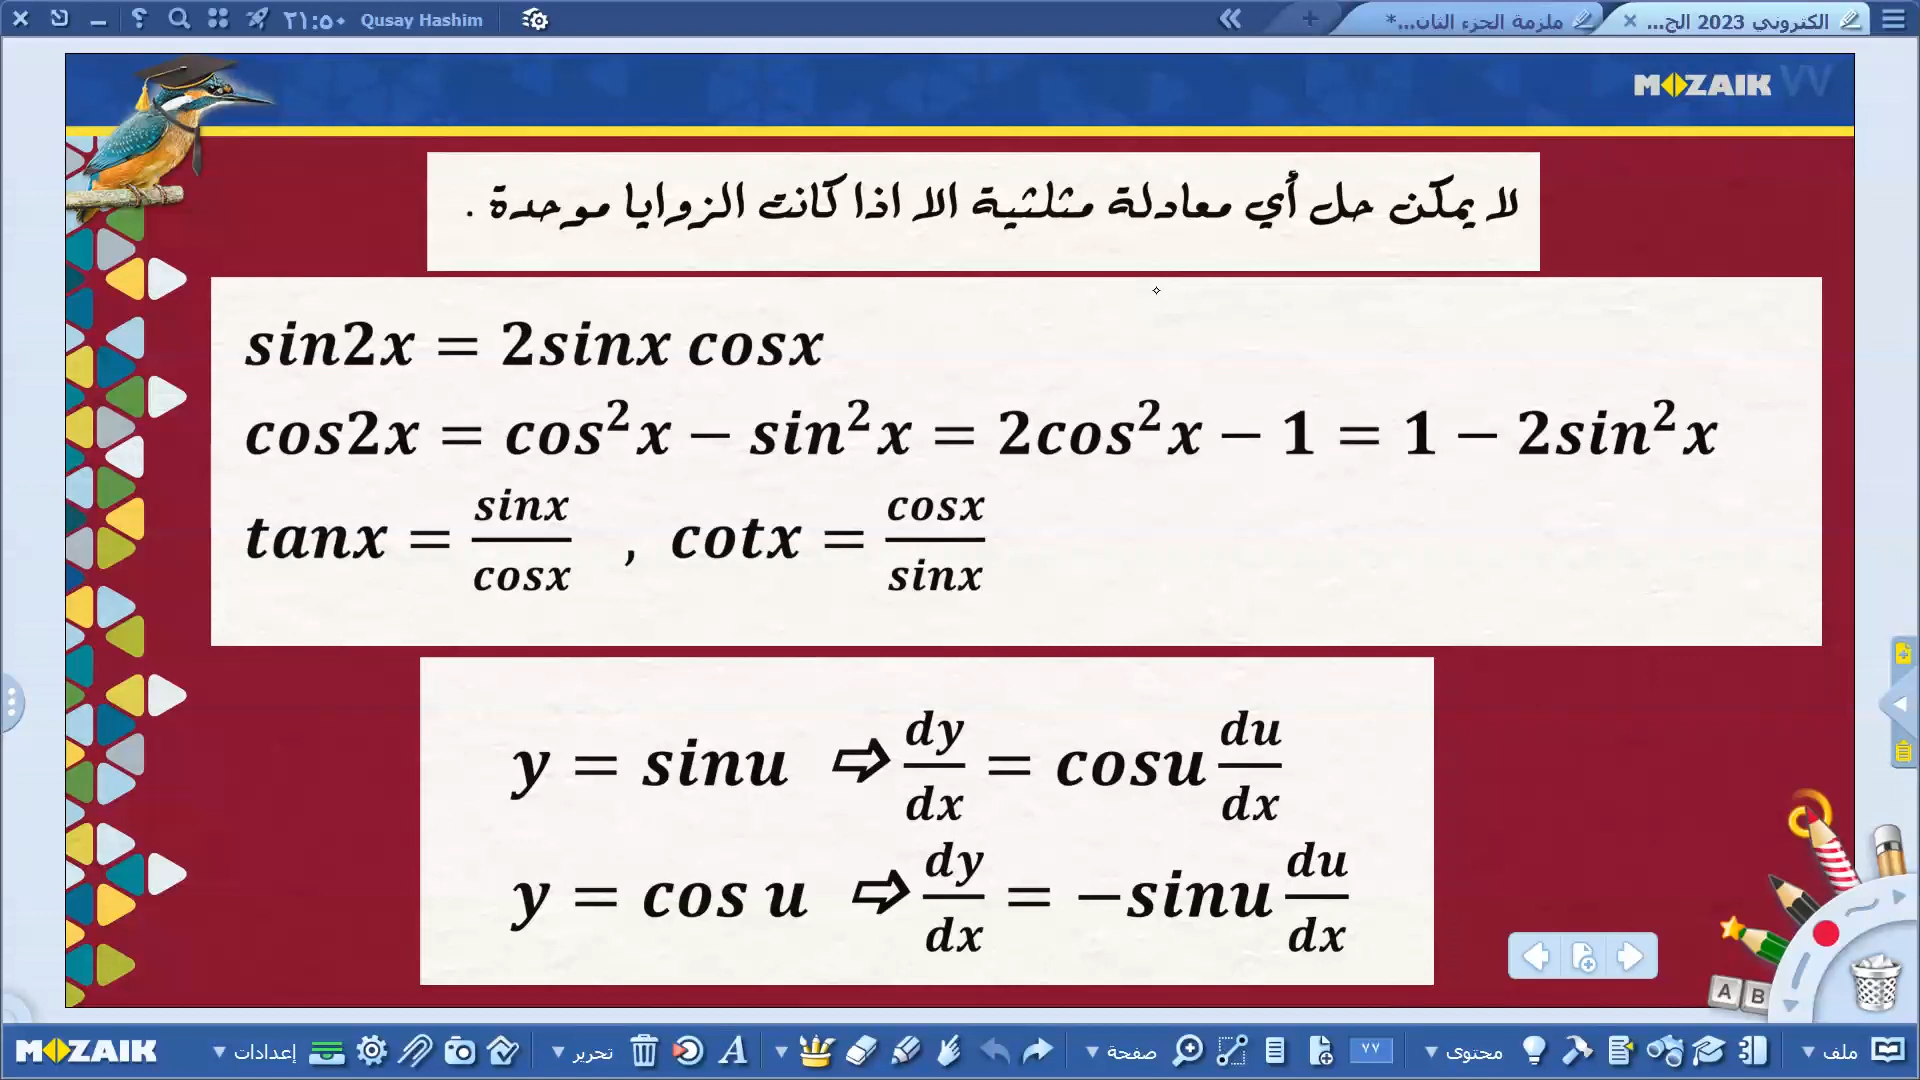 ٢١:٥٠ Qusay Hashim
ملزمة الجزء الثان...*
الكتروني 2023 الج...
MOZAIK
لا يمكن حل أي معادلة مثلثية الا اذا كانت الزوايا موحدة .
sin2x = 2sinx cosx
cos2x = cos²x − sin²x = 2cos²x − 1 = 1 − 2sin²x
tanx = sinx/cosx , cotx = cosx/sinx
y = sinu ⇨ dy/dx = cosu du/dx
y = cos u ⇨ dy/dx = −sinu du/dx
A B
MOZAIK
إعدادات
تحرير
صفحة
٧٧
محتوى
ملف